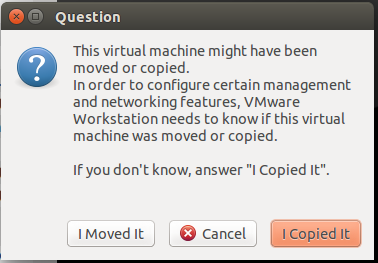 Question
This virtual machine might have been
moved or copied.
In order to configure certain management
and networking features, VMware
Workstation needs to know if this virtual
machine was moved or copied.
If you don't know, answer "I Copied It".
I Moved It
Cancel
I Copied It